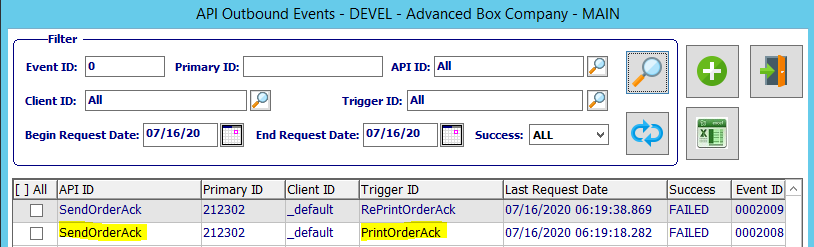 API Outbound Events - DEVEL - Advanced Box Company - MAIN
Filter
Event ID: 0 Primary ID: API ID: All
Client ID: All Trigger ID: All
Begin Request Date: 07/16/20 End Request Date: 07/16/20 Success: ALL
[ ] All API ID Primary ID Client ID Trigger ID Last Request Date Success Event ID
SendOrderAck 212302 _default RePrintOrderAck 07/16/2020 06:19:38.869 FAILED 0002009
SendOrderAck 212302 _default PrintOrderAck 07/16/2020 06:19:18.282 FAILED 0002008